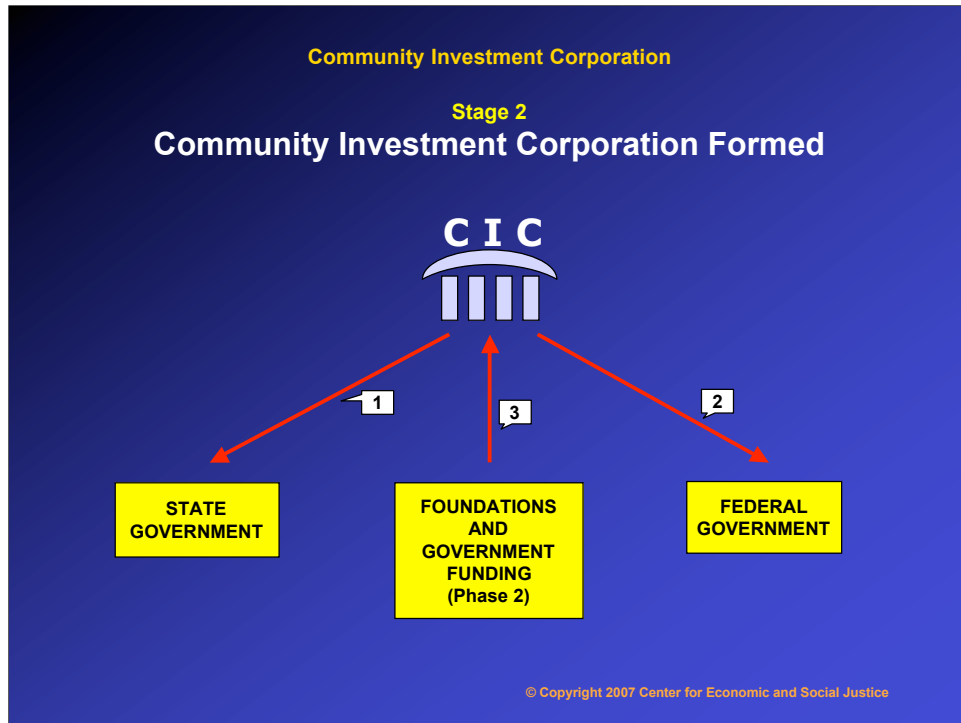 Community Investment Corporation
Stage 2
Community Investment Corporation Formed
C I C
1
3
2
STATE
GOVERNMENT
FOUNDATIONS
AND
GOVERNMENT
FUNDING
(Phase 2)
FEDERAL
GOVERNMENT
© Copyright 2007 Center for Economic and Social Justice